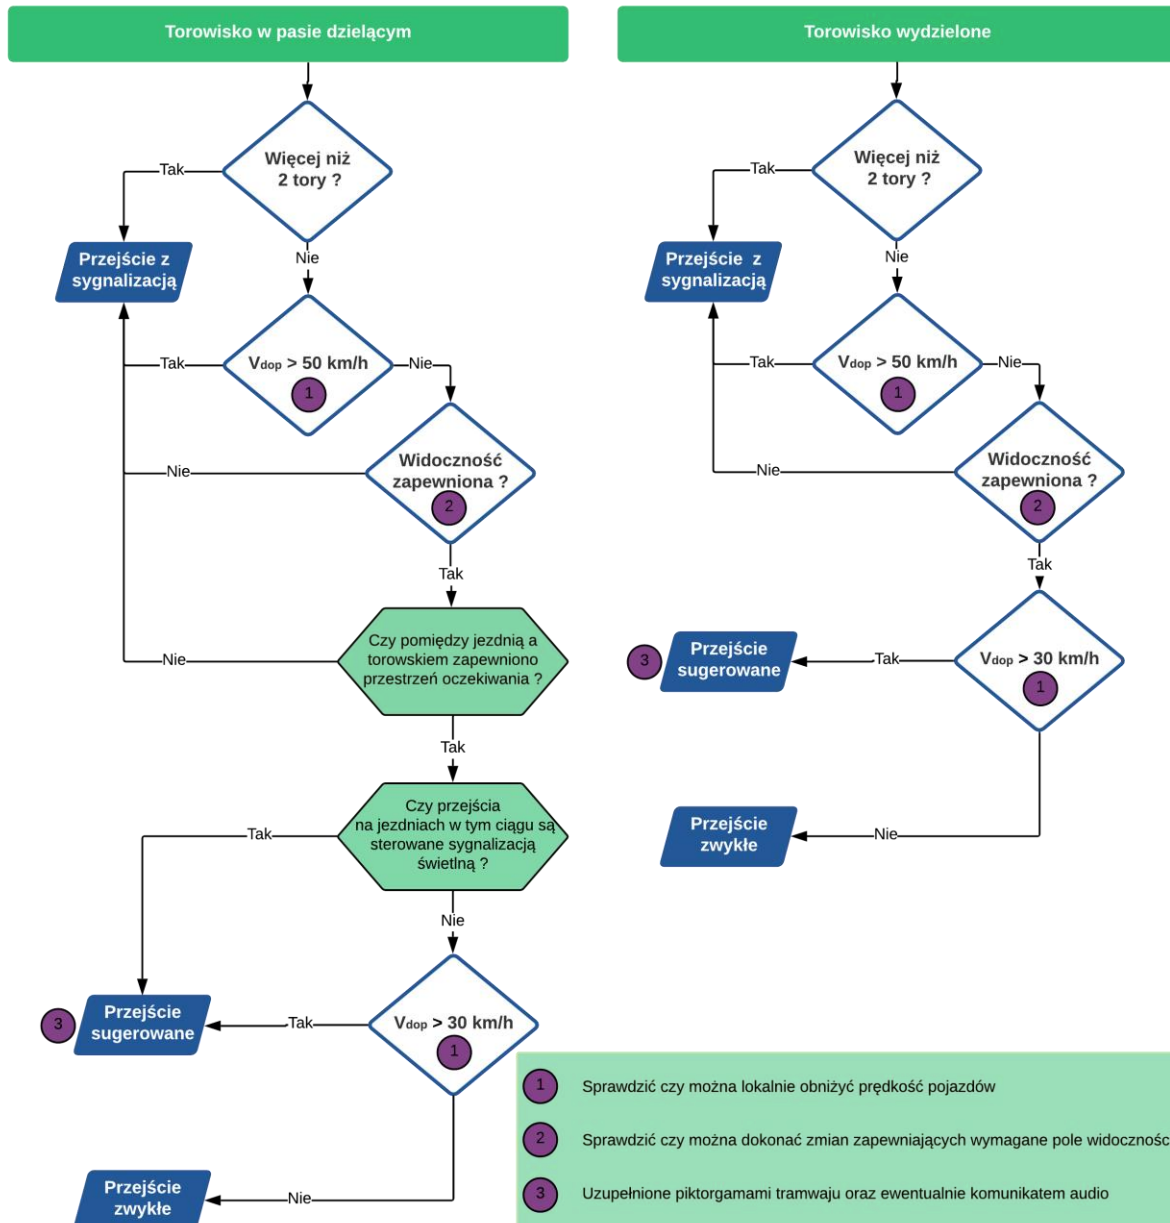 Torowisko w pasie dzielącym
Więcej niż
2 tory ?
Tak
Nie
Przejście z
sygnalizacją
Vdop > 50 km/h
1
Tak
Nie
Widoczność
zapewniona ?
2
Nie
Tak
Czy pomiędzy jezdnią a
torowskiem zapewniono
przestrzeń oczekiwania ?
Nie
Tak
Czy przejścia
na jezdniach w tym ciągu są
sterowane sygnalizacją
świetlną ?
Tak
Nie
3
Przejście
sugerowane
Tak
Vdop > 30 km/h
1
Nie
Przejście
zwykłe
Torowisko wydzielone
Więcej niż
2 tory ?
Tak
Nie
Przejście z
sygnalizacją
Vdop > 50 km/h
1
Tak
Nie
Widoczność
zapewniona ?
2
Nie
Tak
3
Przejście
sugerowane
Tak
Vdop > 30 km/h
1
Nie
Przejście
zwykłe
1 Sprawdzić czy można lokalnie obniżyć prędkość pojazdów
2 Sprawdzić czy można dokonać zmian zapewniających wymagane pole widocznośc
3 Uzupełnione piktorgamami tramwaju oraz ewentualnie komunikatem audio